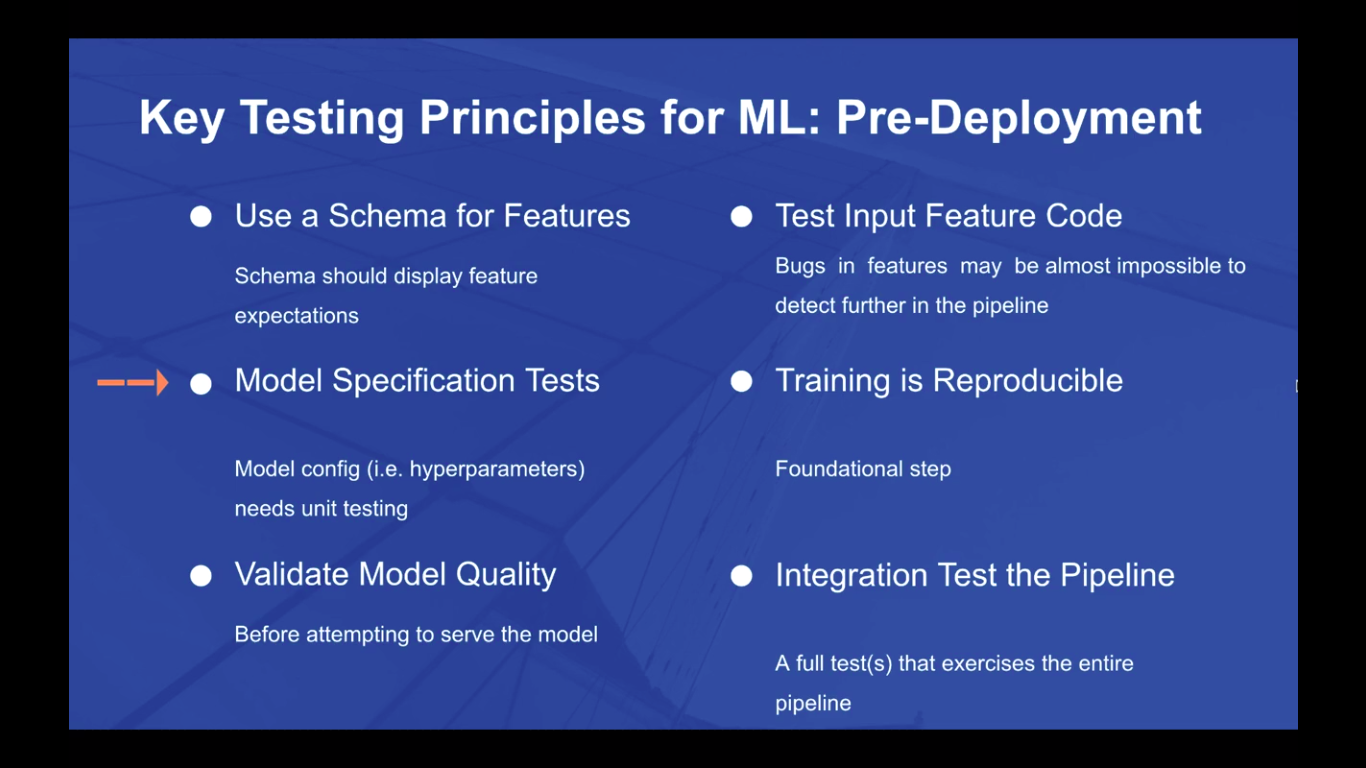 Key Testing Principles for ML: Pre-Deployment
Use a Schema for Features
Schema should display feature
expectations
Model Specification Tests
Model config (i.e. hyperparameters)
needs unit testing
Validate Model Quality
Before attempting to serve the model
Test Input Feature Code
Bugs in features may be almost impossible to
detect further in the pipeline
Training is Reproducible
Foundational step
Integration Test the Pipeline
A full test(s) that exercises the entire
pipeline